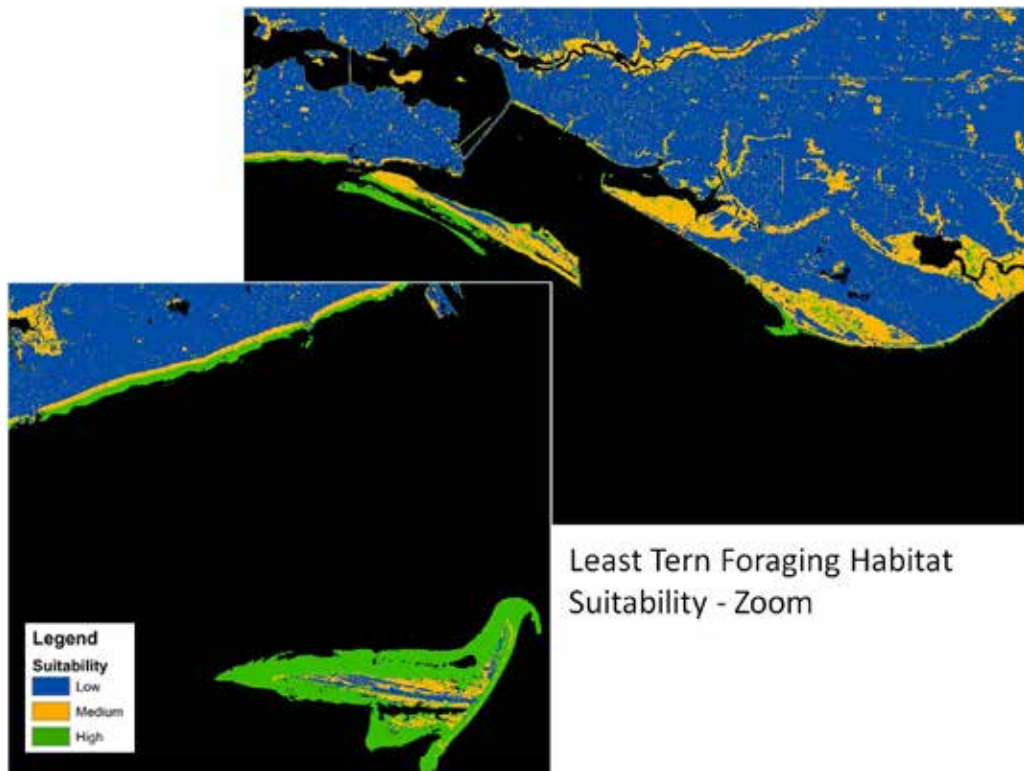 Least Tern Foraging Habitat
Suitability - Zoom
Legend
Suitability
Low
Medium
High